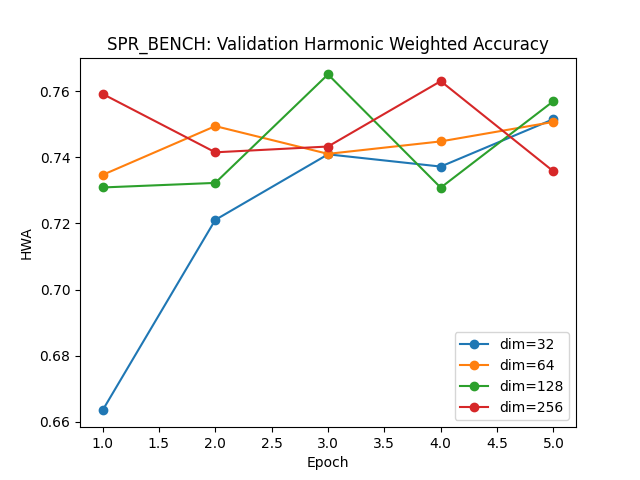 SPR_BENCH: Validation Harmonic Weighted Accuracy
HWA
0.76
0.74
0.72
0.70
0.68
0.66
1.0 1.5 2.0 2.5 3.0 3.5 4.0 4.5 5.0
Epoch
dim=32
dim=64
dim=128
dim=256